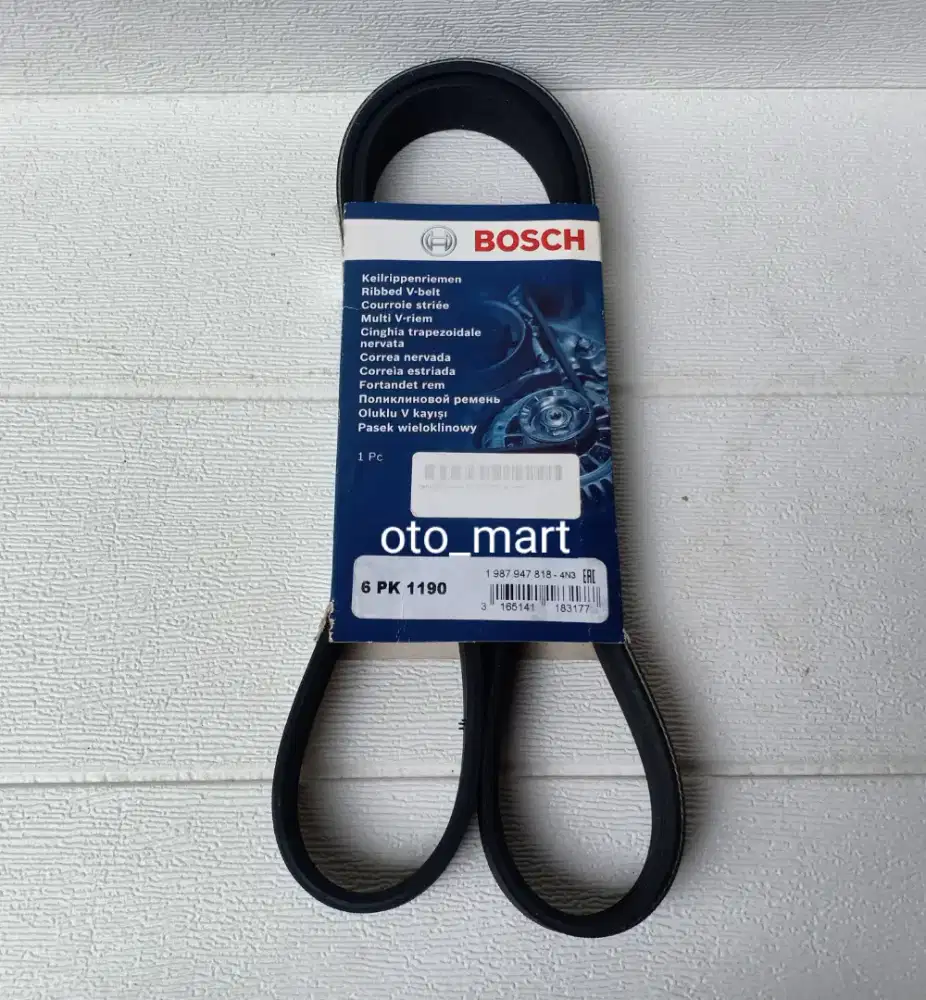 BOSCH
Keilrippenriemen
Ribbed V-belt
Courroie striée
Multi V-riem
Cinghia trapezoidale
nervata
Correa nervada
Correia estriada
Fortandet rem
Поликлиновой ремень
Oluklu V kayışı
Pasek wieloklinowy
1 Pc
oto_mart
1 987 947 818 - 4N3 EAC
6 PK 1190
3 165141 183177